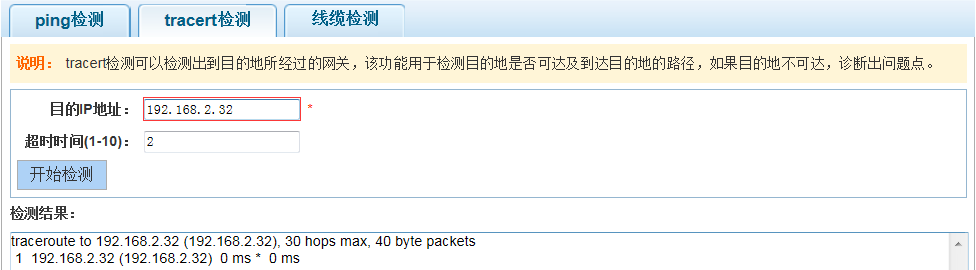 ping检测 tracert检测 线缆检测
说明： tracert检测可以检测出到目的地所经过的网关，该功能用于检测目的地是否可达及到达目的地的路径，如果目的地不可达，诊断出问题点。
目的IP地址： 192.168.2.32 *
超时时间(1-10)： 2
开始检测
检测结果：
traceroute to 192.168.2.32 (192.168.2.32), 30 hops max, 40 byte packets
1 192.168.2.32 (192.168.2.32) 0 ms * 0 ms